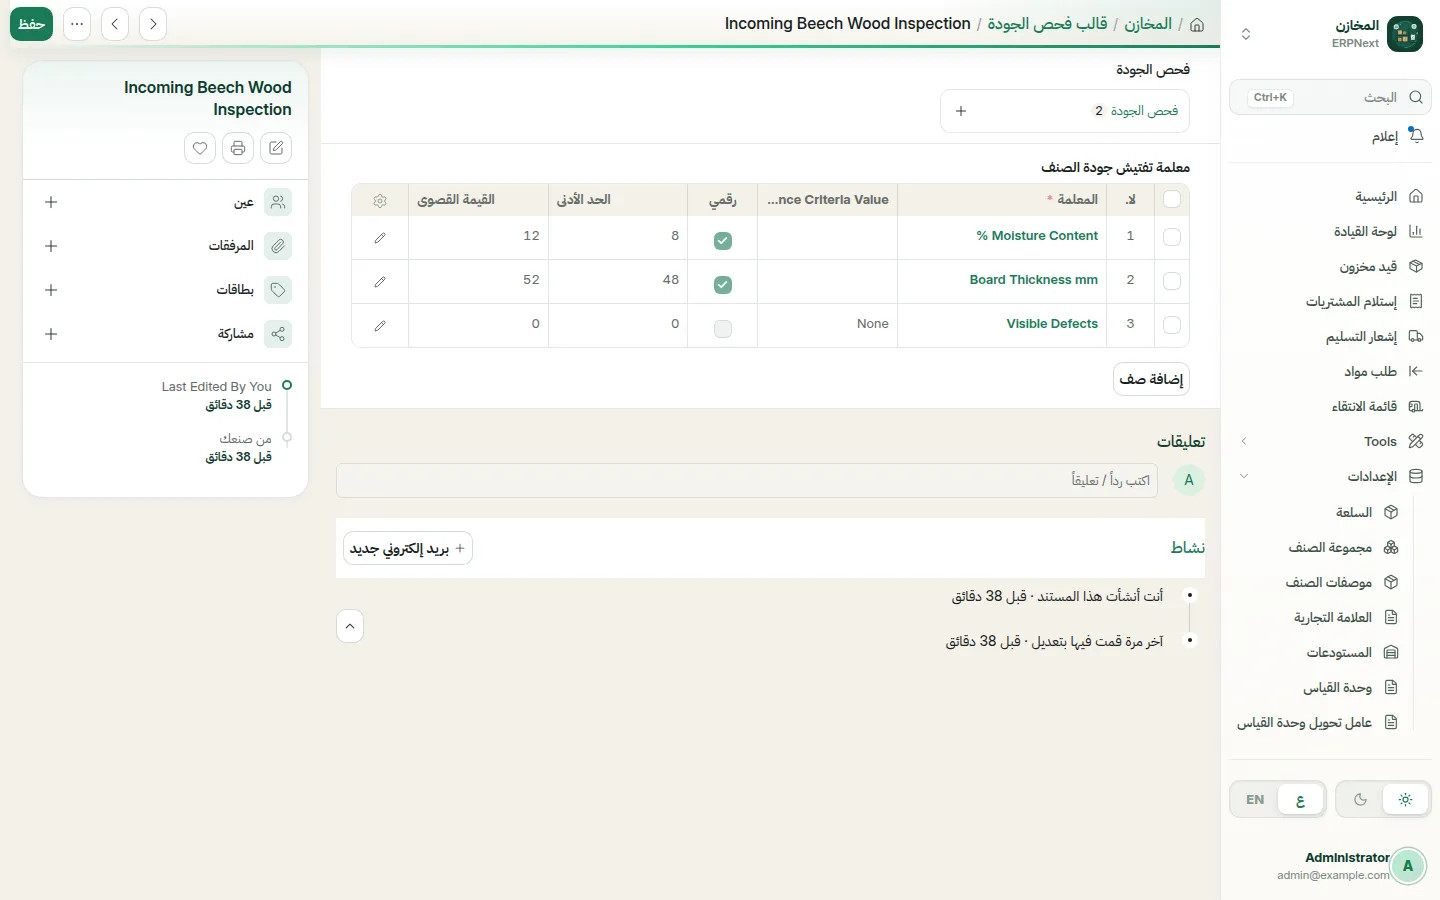 المخازن
ERPNext
البحث
Ctrl+K
إعلام
الرئيسية
لوحة القيادة
قيد مخزون
إستلام المشتريات
إشعار التسليم
طلب مواد
قائمة الانتقاء
Tools
الإعدادات
السلعة
مجموعة الصنف
موصفات الصنف
العلامة التجارية
المستودعات
وحدة القياس
عامل تحويل وحدة القياس
ع
EN
Administrator
admin@example.com
A
المخازن / قالب فحص الجودة / Incoming Beech Wood Inspection
حفظ
فحص الجودة
فحص الجودة 2
معلمة تفتيش جودة الصنف
لا. المعلمة * ...nce Criteria Value رقمي الحد الأدنى القيمة القصوى
1 % Moisture Content 8 12
2 Board Thickness mm 48 52
3 Visible Defects None 0 0
إضافة صف
تعليقات
A
اكتب رداً / تعليقاً
نشاط
بريد إلكتروني جديد
أنت أنشأت هذا المستند · قبل 38 دقائق
آخر مرة قمت فيها بتعديل · قبل 38 دقائق
Incoming Beech Wood
Inspection
عين
المرفقات
بطاقات
مشاركة
Last Edited By You
قبل 38 دقائق
من صنعك
قبل 38 دقائق